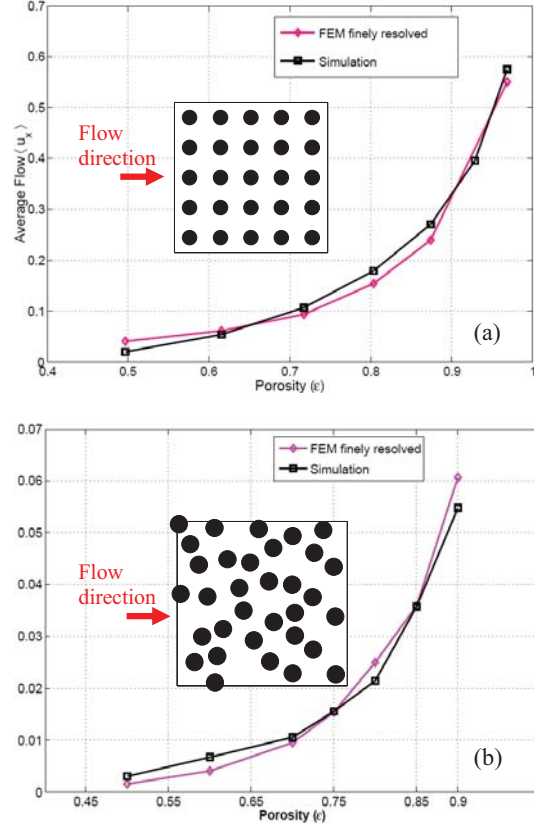 0.7
FEM finely resolved
Simulation
0.6
0.5
Flow
direction
0.4
Average Flow⟨ux⟩
0.3
0.2
0.1
(a)
0
0.4 0.5 0.6 0.7 0.8 0.9 1
Porosity (ε)
0.07
FEM finely resolved
Simulation
0.06
0.05
0.04
Flow
direction
0.03
0.02
0.01
(b)
0
0.45 0.55 0.65 0.75 0.85 0.9
Porosity (ε)